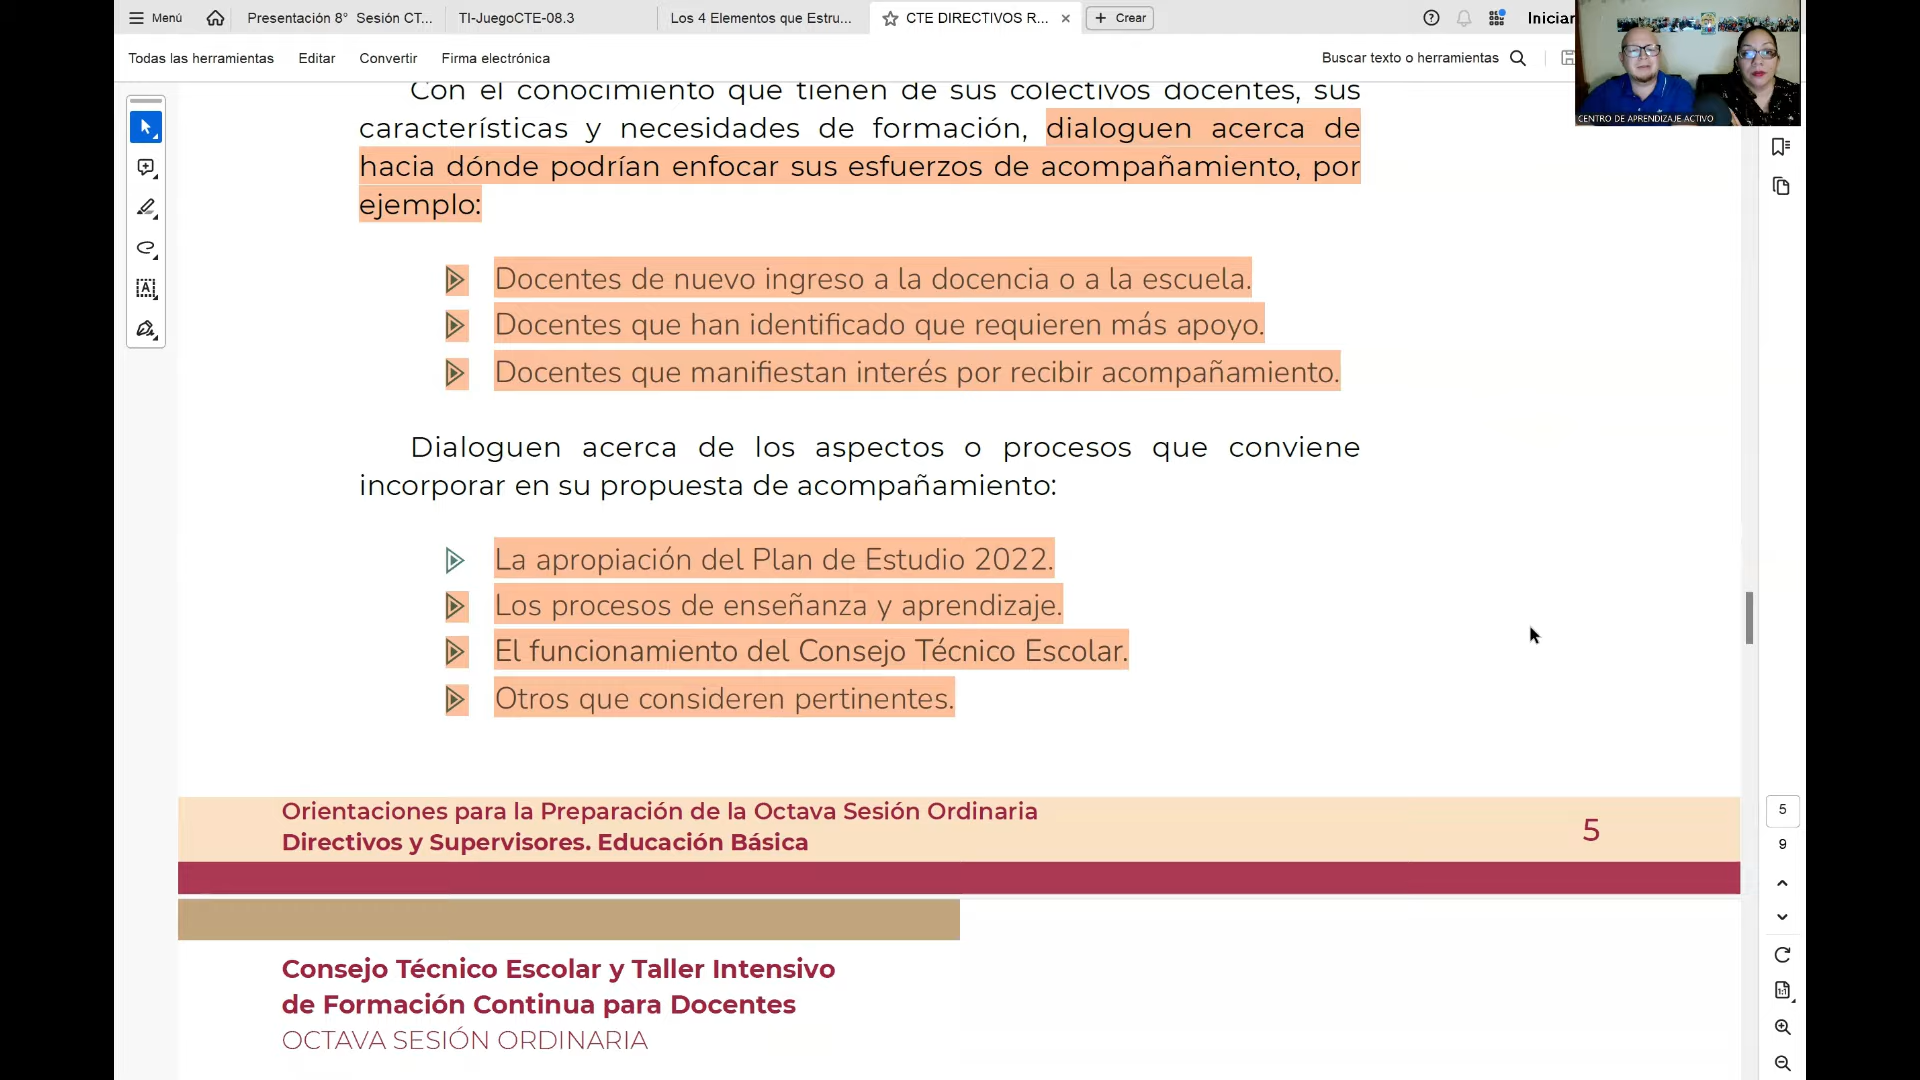 Menú
Presentación 8° Sesión CT...
TI-JuegoCTE-08.3
Los 4 Elementos que Estru...
CTE DIRECTIVOS R...
Crear
Iniciar
Todas las herramientas
Editar
Convertir
Firma electrónica
Buscar texto o herramientas
CENTRO DE APRENDIZAJE ACTIVO
Con el conocimiento que tienen de sus colectivos docentes, sus
características y necesidades de formación, dialoguen acerca de
hacia dónde podrían enfocar sus esfuerzos de acompañamiento, por
ejemplo:
Docentes de nuevo ingreso a la docencia o a la escuela.
Docentes que han identificado que requieren más apoyo.
Docentes que manifiestan interés por recibir acompañamiento.
Dialoguen acerca de los aspectos o procesos que conviene
incorporar en su propuesta de acompañamiento:
La apropiación del Plan de Estudio 2022.
Los procesos de enseñanza y aprendizaje.
El funcionamiento del Consejo Técnico Escolar.
Otros que consideren pertinentes.
Orientaciones para la Preparación de la Octava Sesión Ordinaria
Directivos y Supervisores. Educación Básica
5
5
9
Consejo Técnico Escolar y Taller Intensivo
de Formación Continua para Docentes
OCTAVA SESIÓN ORDINARIA